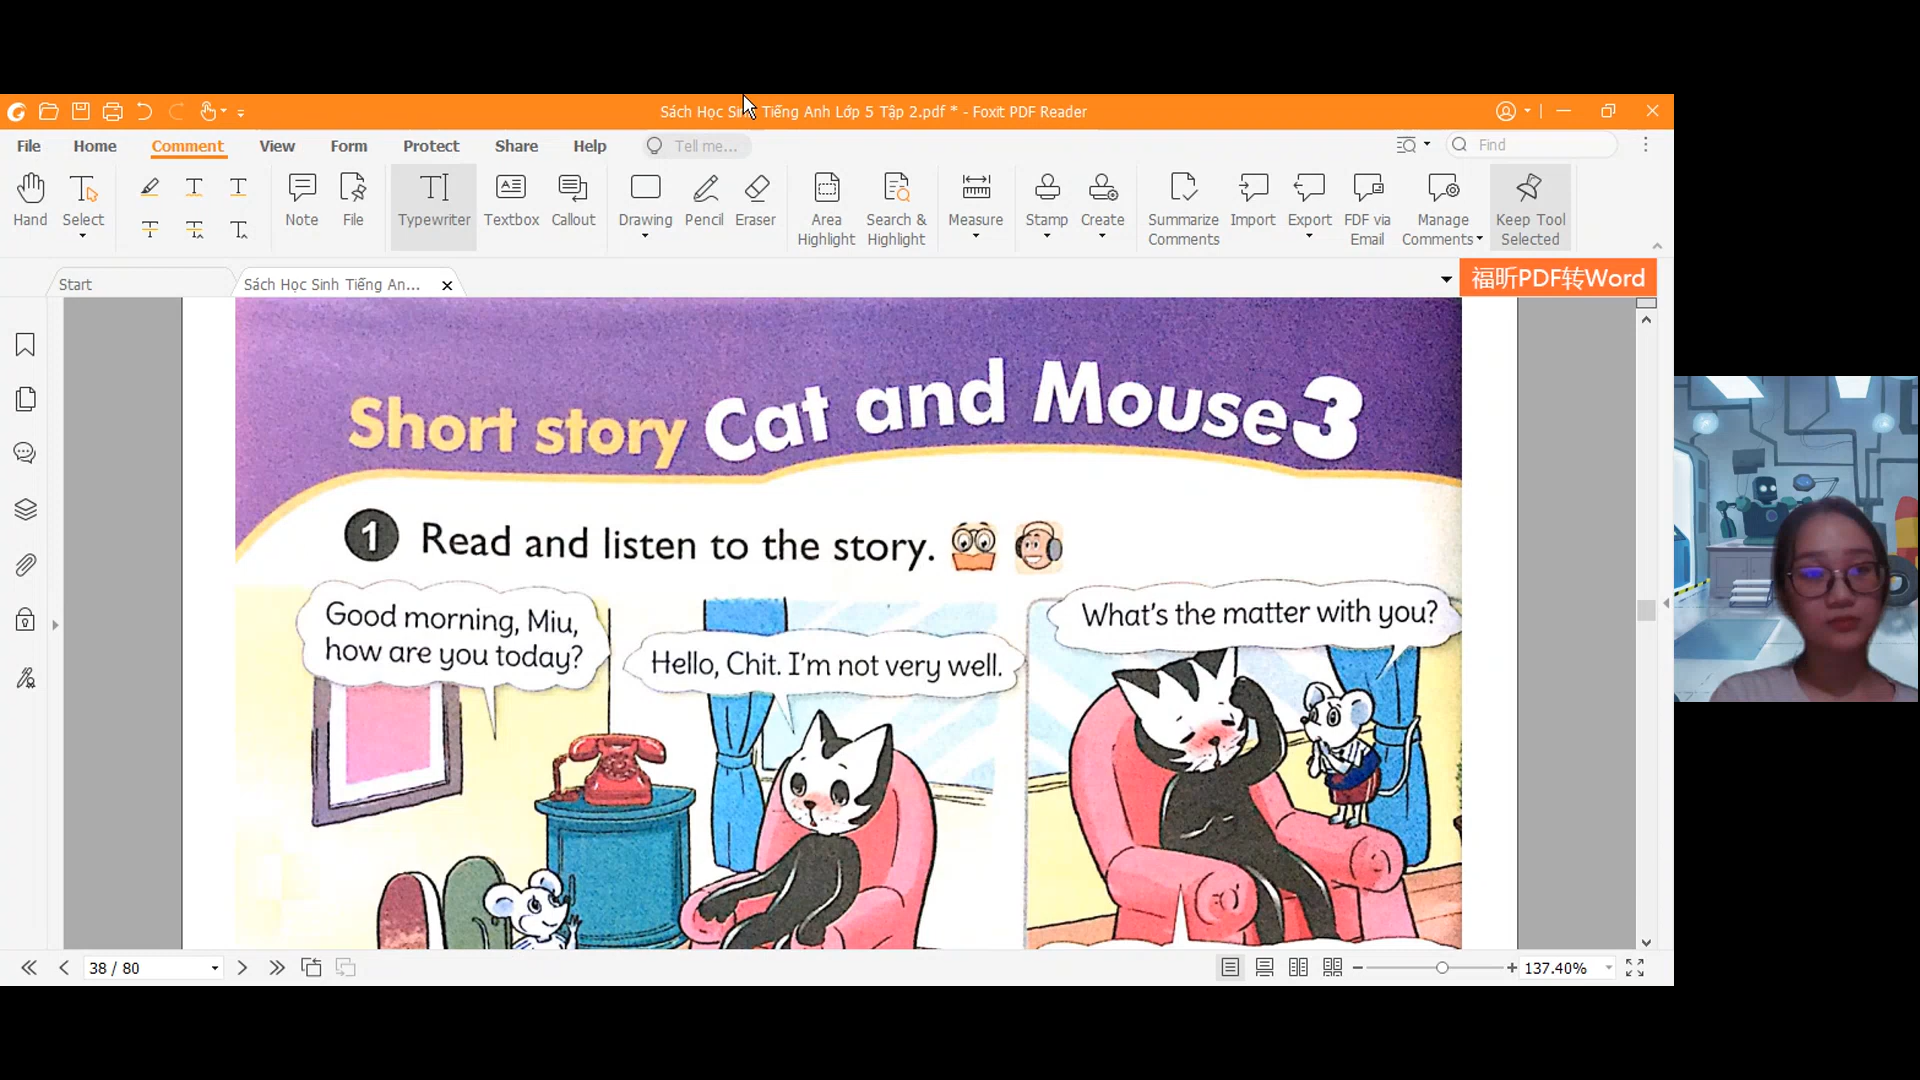 Sách Học Sinh Tiếng Anh Lớp 5 Tập 2.pdf * - Foxit PDF Reader
File Home Comment View Form Protect Share Help Tell me... Find
Hand Select Note File Typewriter Textbox Callout Drawing Pencil Eraser Area Highlight Search & Highlight Measure Stamp Create Summarize Comments Import Export FDF via Email Manage Comments Keep Tool Selected
Start Sách Học Sinh Tiếng An... 福昕PDF转Word
Short story Cat and Mouse 3
1 Read and listen to the story.
Good morning, Miu,
how are you today?
Hello, Chit. I'm not very well.
What's the matter with you?
38 / 80 137.40%